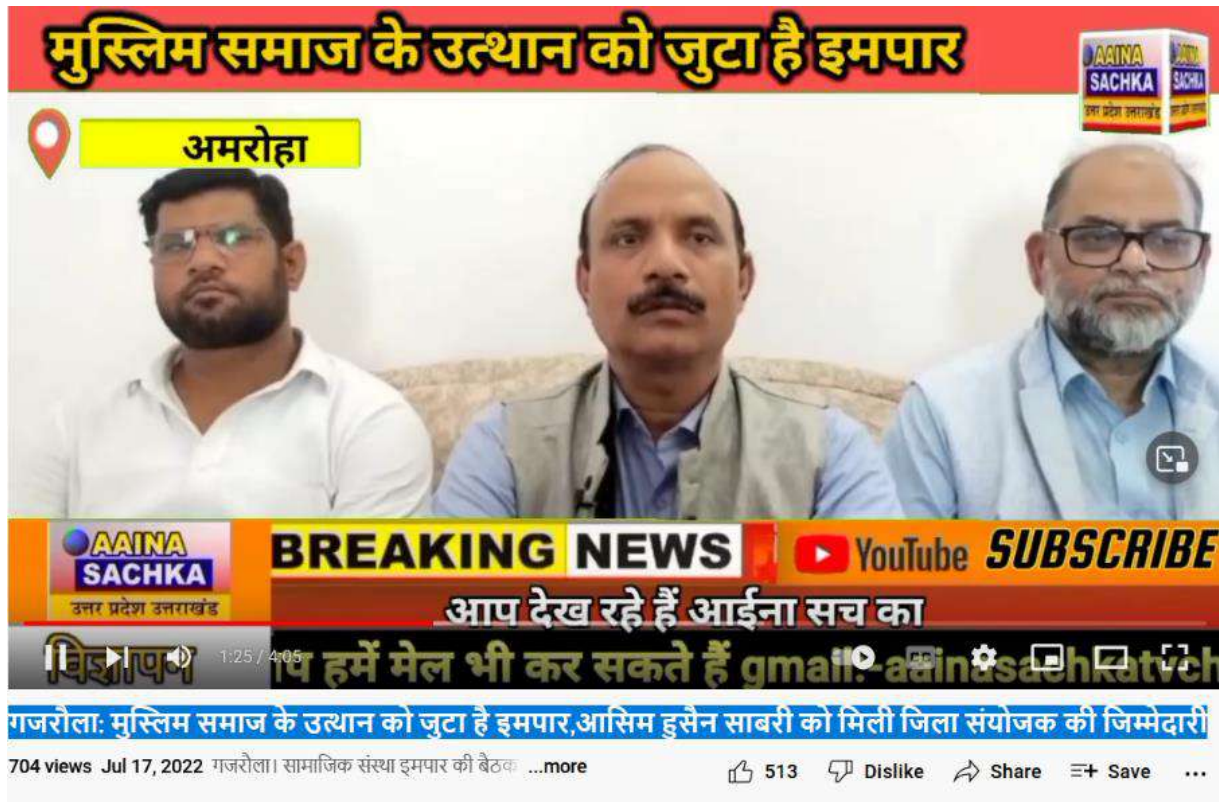 मुस्लिम समाज के उत्थान को जुटा है इमपार
AAINA
SACHKA
उत्तर प्रदेश उत्तराखंड
अमरोहा
AAINA
SACHKA
उत्तर प्रदेश उत्तराखंड
BREAKING NEWS
YouTube SUBSCRIBE
आप देख रहे हैं आईना सच का
विज्ञापन
1:25 / 4:05
हमें मेल भी कर सकते हैं gmail:-aainasachkatvch
गजरौला: मुस्लिम समाज के उत्थान को जुटा है इमपार,आसिम हुसैन साबरी को मिली जिला संयोजक की जिम्मेदारी
704 views Jul 17, 2022 गजरौला। सामाजिक संस्था इमपार की बैठक ...more
513 Dislike Share Save